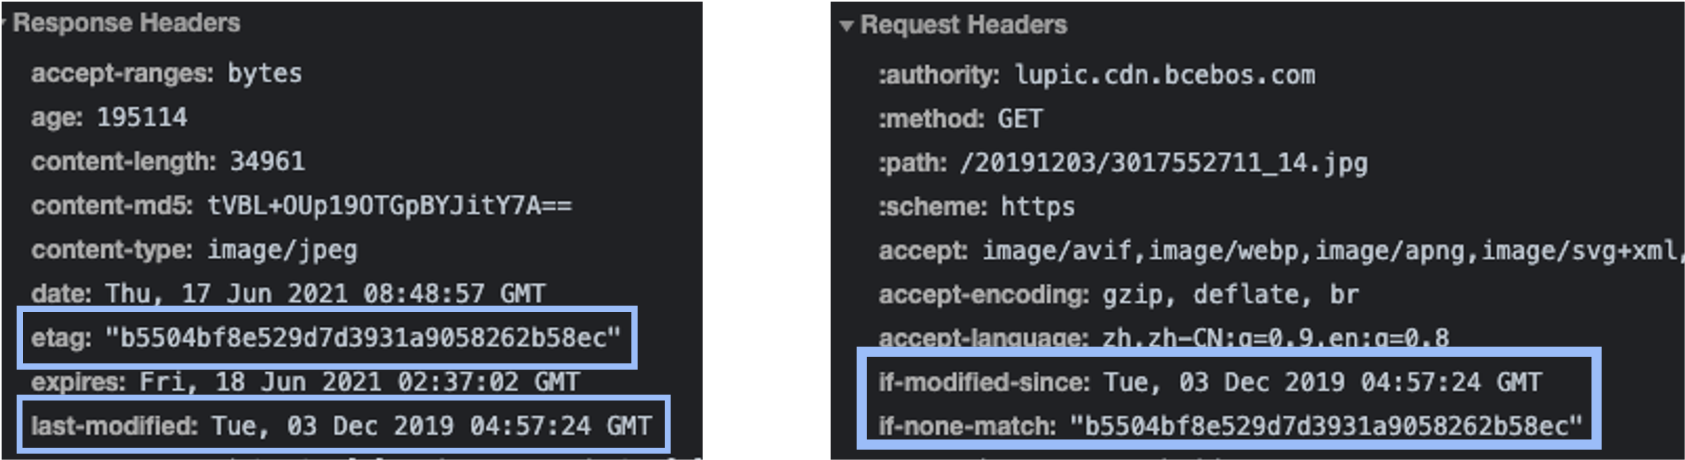 Response Headers
accept-ranges: bytes
age: 195114
content-length: 34961
content-md5: tVBL+OUp19OTGpBYJitY7A==
content-type: image/jpeg
date: Thu, 17 Jun 2021 08:48:57 GMT
etag: "b5504bf8e529d7d3931a9058262b58ec"
expires: Fri, 18 Jun 2021 02:37:02 GMT
last-modified: Tue, 03 Dec 2019 04:57:24 GMT
Request Headers
:authority: lupic.cdn.bcebos.com
:method: GET
:path: /20191203/3017552711_14.jpg
:scheme: https
accept: image/avif,image/webp,image/apng,image/svg+xml,
accept-encoding: gzip, deflate, br
accept-language: zh,zh-CN;q=0.9,en;q=0.8
if-modified-since: Tue, 03 Dec 2019 04:57:24 GMT
if-none-match: "b5504bf8e529d7d3931a9058262b58ec"